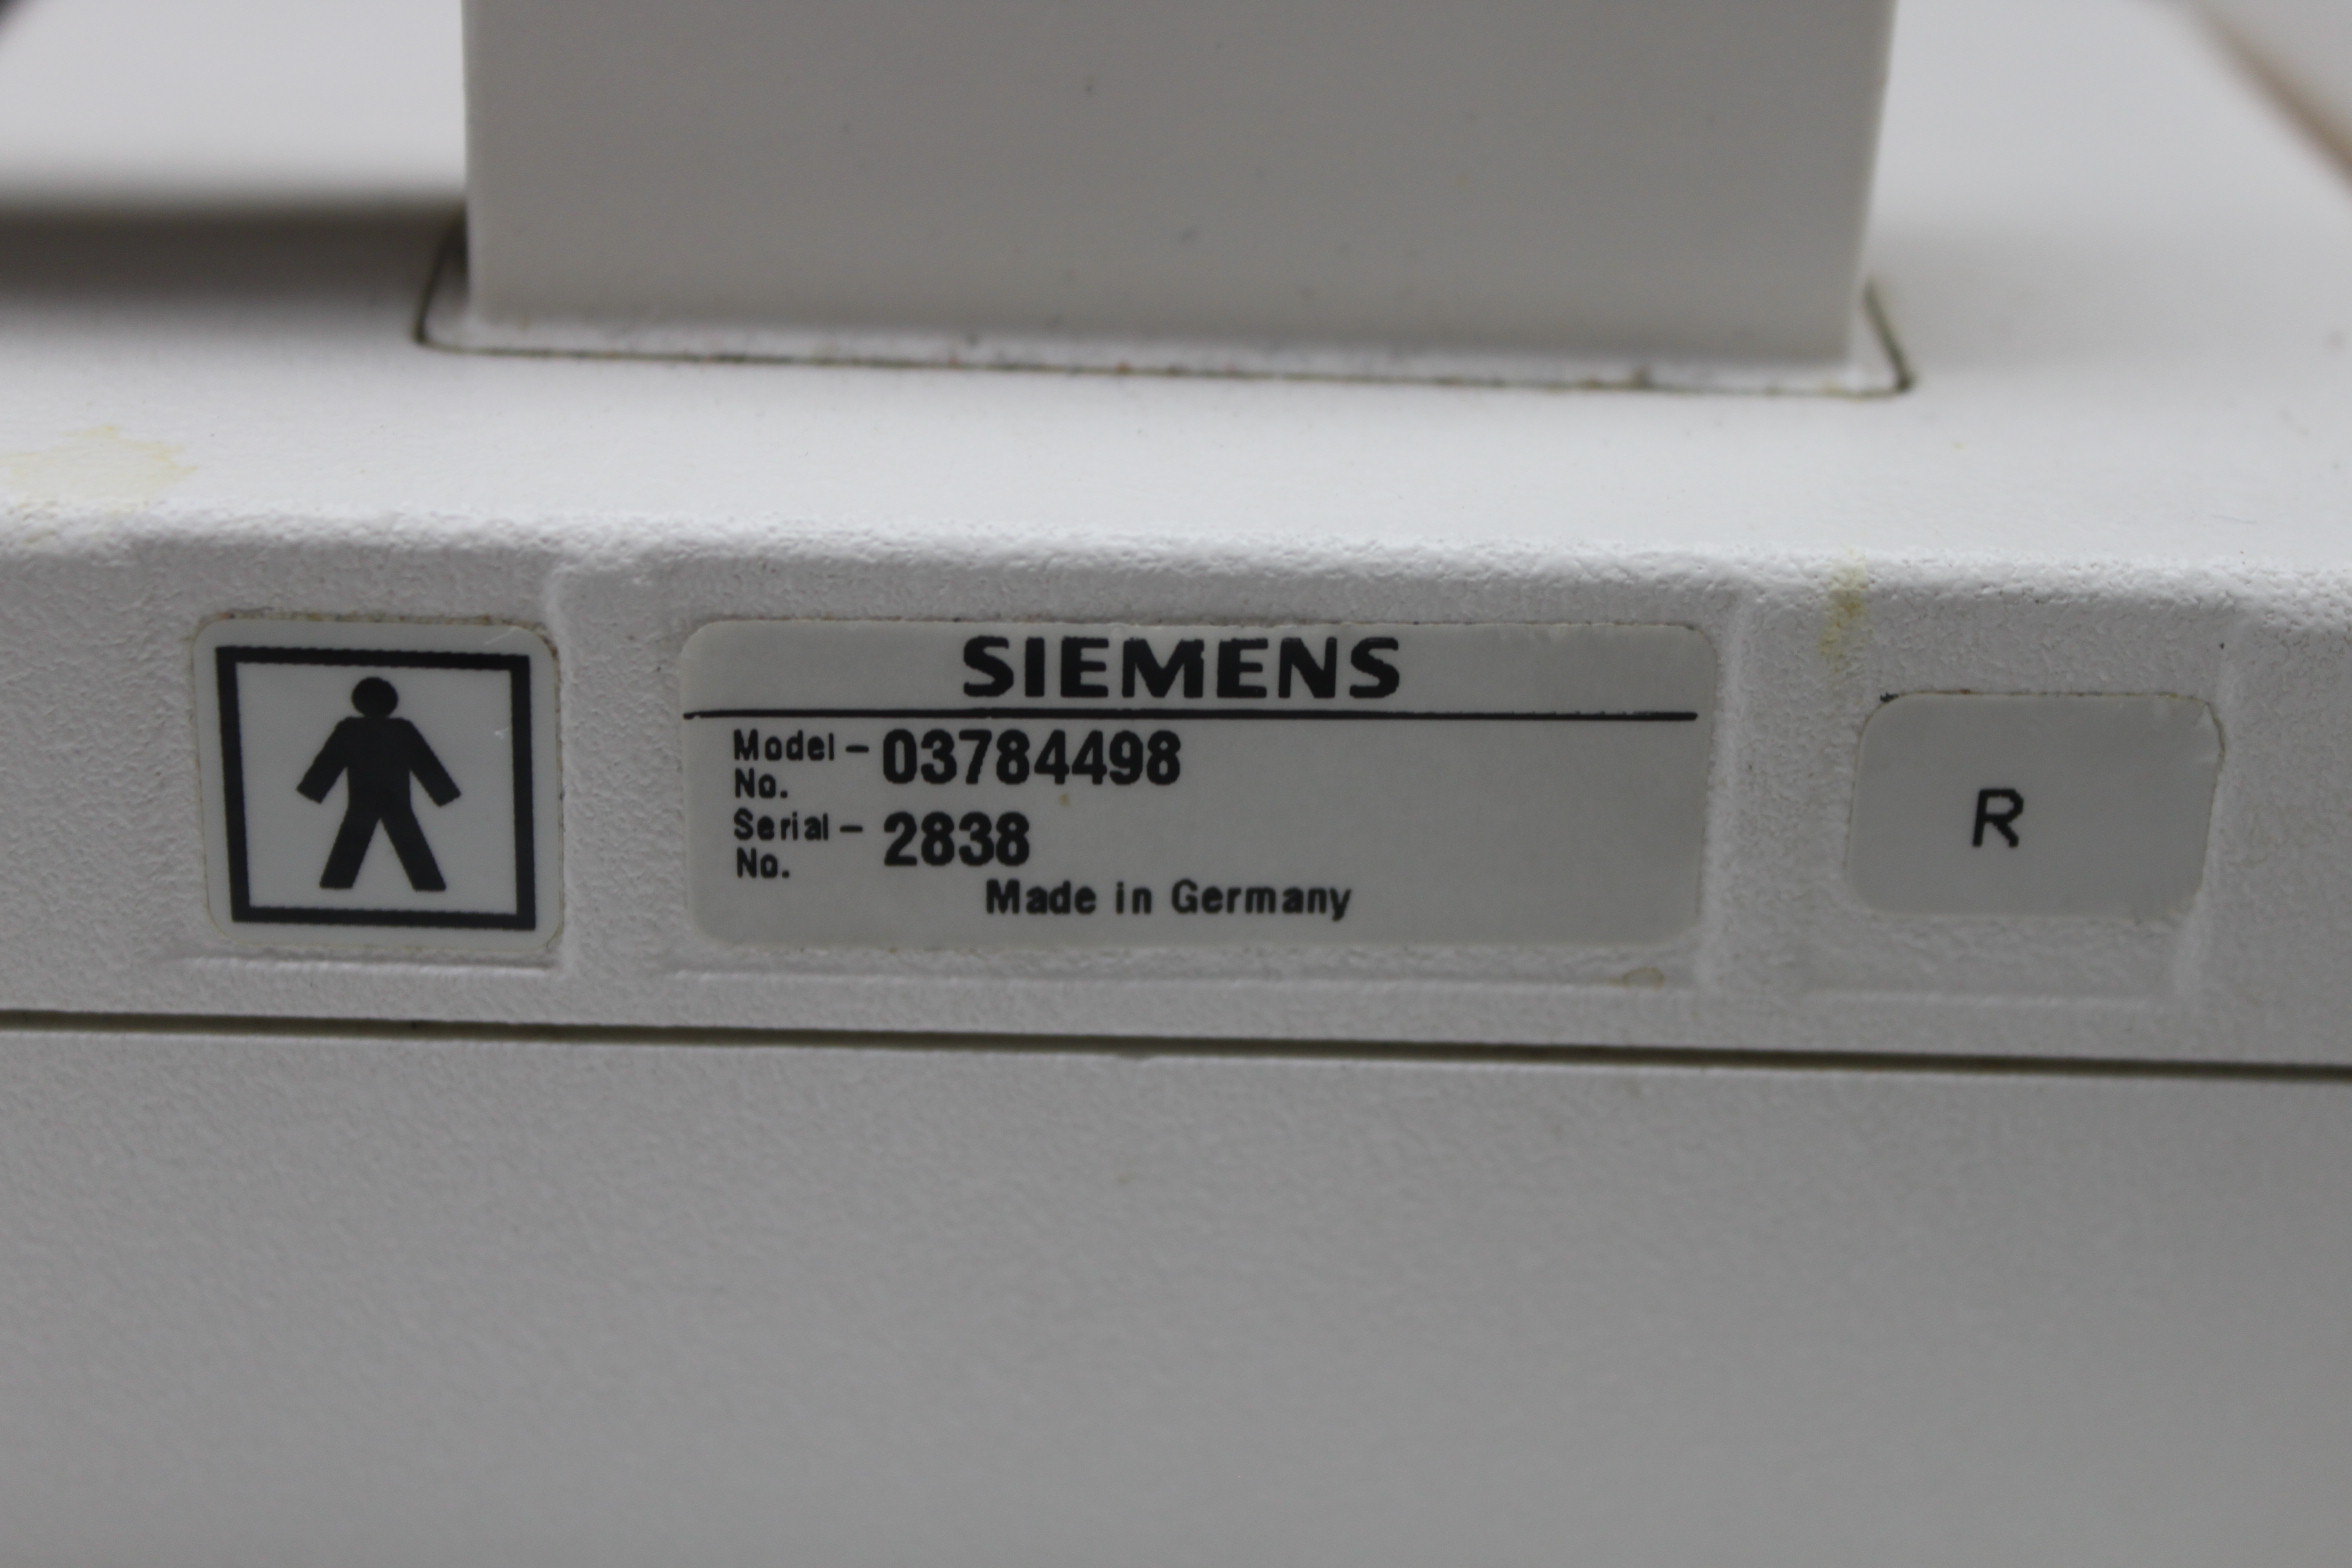 SIEMENS
Model- 03784498
No.
Serial- 2838
No.
Made in Germany
R